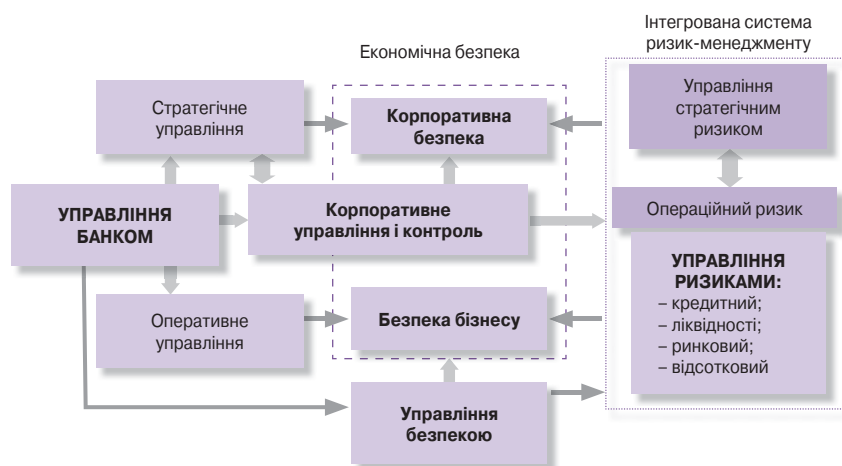 Інтегрована система
ризик-менеджменту
Економічна безпека
Стратегічне
управління
Корпоративна
безпека
Управління
стратегічним
ризиком
УПРАВЛІННЯ
БАНКОМ
Корпоративне
управління і контроль
Операційний ризик
УПРАВЛІННЯ
РИЗИКАМИ:
– кредитний;
– ліквідності;
– ринковий;
– відсотковий
Оперативне
управління
Безпека бізнесу
Управління
безпекою